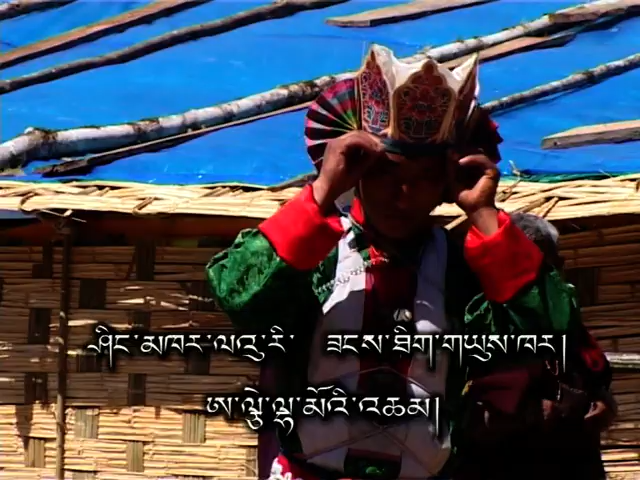 ཤིང་མཁར་ལའུ་རི་ ཟངས་ཐིག་གཡུས་ཁར།
ཨ་ལྕེ་ལྷ་མོའི་འཆམ།